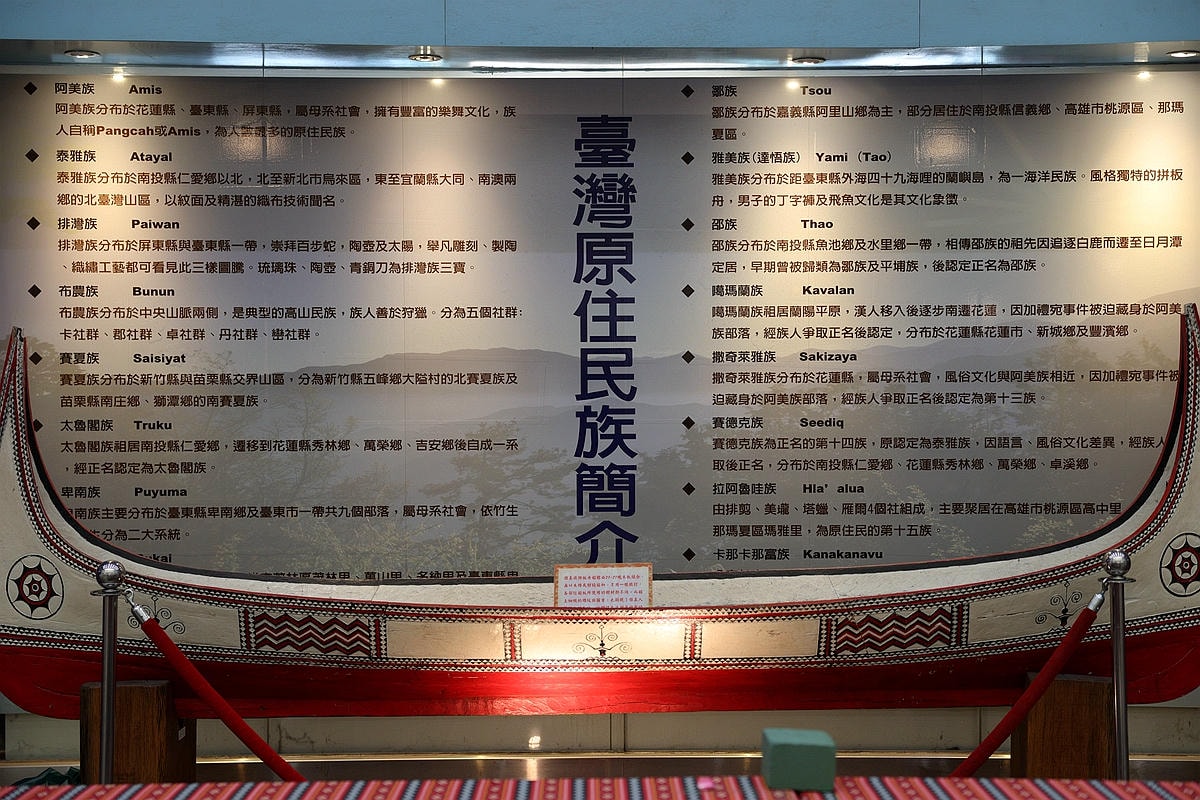 臺灣原住民族簡介
◆ 阿美族 Amis
阿美族分布於花蓮縣、臺東縣、屏東縣，屬母系社會，擁有豐富的樂舞文化，族
人自稱Pangcah或Amis，為人數最多的原住民族。
◆ 泰雅族 Atayal
泰雅族分布於南投縣仁愛鄉以北，北至新北市烏來區，東至宜蘭縣大同、南澳兩
鄉的北臺灣山區，以紋面及精湛的織布技術聞名。
◆ 排灣族 Paiwan
排灣族分布於屏東縣與臺東縣一帶，崇拜百步蛇，陶壺及太陽，舉凡雕刻、製陶
、織繡工藝都可看見此三樣圖騰。琉璃珠、陶壺、青銅刀為排灣族三寶。
◆ 布農族 Bunun
布農族分布於中央山脈兩側，是典型的高山民族，族人善於狩獵。分為五個社群：
卡社群、郡社群、卓社群、丹社群、巒社群。
◆ 賽夏族 Saisiyat
賽夏族分布於新竹縣與苗栗縣交界山區，分為新竹縣五峰鄉大隘村的北賽夏族及
苗栗縣南庄鄉、獅潭鄉的南賽夏族。
◆ 太魯閣族 Truku
太魯閣族祖居南投縣仁愛鄉，遷移到花蓮縣秀林鄉、萬榮鄉、吉安鄉後自成一系
，經正名認定為太魯閣族。
卑南族 Puyuma
卑南族主要分布於臺東縣卑南鄉及臺東市一帶共九個部落，屬母系社會，依竹生
生分為二大系統。
ukai
◆ 鄒族 Tsou
鄒族分布於嘉義縣阿里山鄉為主，部分居住於南投縣信義鄉、高雄市桃源區、那瑪
夏區。
◆ 雅美族（達悟族） Yami（Tao）
雅美族分布於距臺東縣外海四十九海哩的蘭嶼島，為一海洋民族。風格獨特的拼板
舟，男子的丁字褲及飛魚文化是其文化象徵。
◆ 邵族 Thao
邵族分布於南投縣魚池鄉及水里鄉一帶，相傳邵族的祖先因追逐白鹿而遷至日月潭
定居，早期曾被歸類為鄒族及平埔族，後認定正名為邵族。
◆ 噶瑪蘭族 Kavalan
噶瑪蘭族祖居蘭陽平原，漢人移入後逐步南遷花蓮，因加禮宛事件被迫藏身於阿美
族部落，經族人爭取正名後認定，分布於花蓮縣花蓮市、新城鄉及豐濱鄉。
◆ 撒奇萊雅族 Sakizaya
撒奇萊雅族分布於花蓮縣，屬母系社會，風俗文化與阿美族相近，因加禮宛事件被
迫藏身於阿美族部落，經族人爭取正名後認定為第十三族。
◆ 賽德克族 Seediq
賽德克族為正名的第十四族，原認定為泰雅族，因語言、風俗文化差異，經族人
取後正名，分布於南投縣仁愛鄉、花蓮縣秀林鄉、萬榮鄉、卓溪鄉。
◆ 拉阿魯哇族 Hla’alua
由排剪、美壠、塔蠟、雁爾4個社組成，主要聚居在高雄市桃源區高中里
那瑪夏區瑪雅里，為原住民的第十五族。
◆ 卡那卡那富族 Kanakanavu